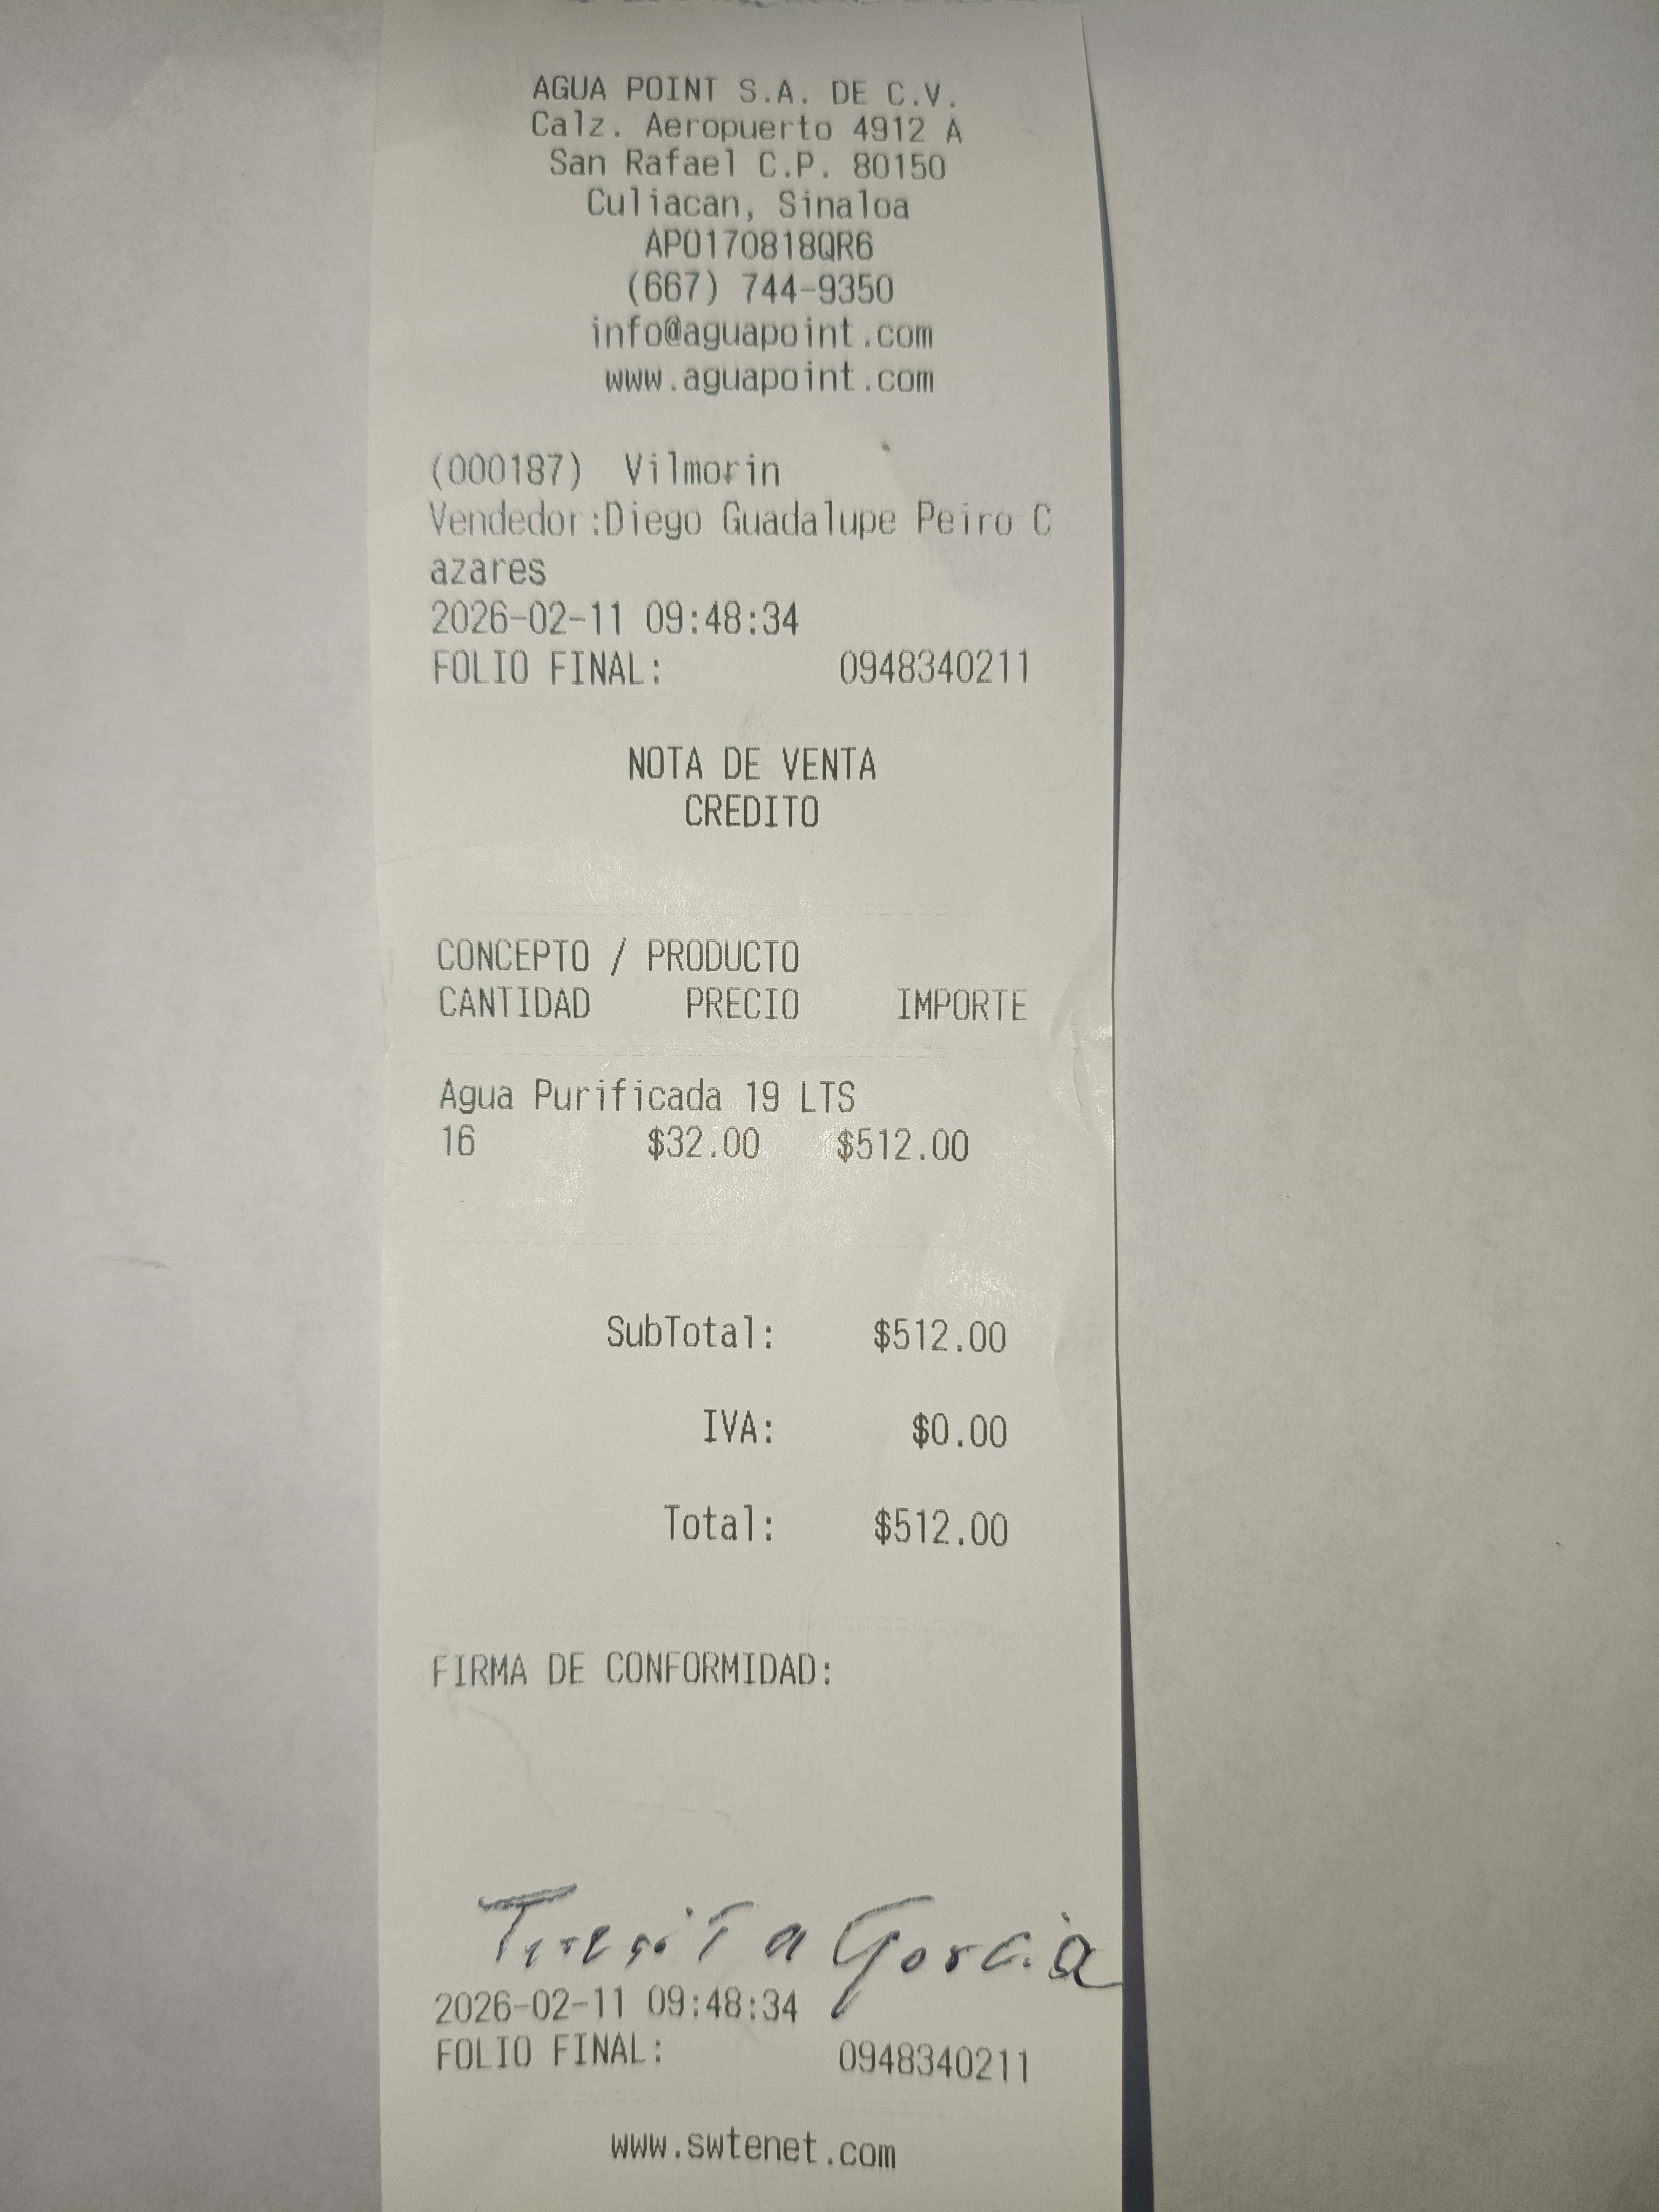 AGUA POINT S.A. DE C.V.
Calz. Aeropuerto 4912 A
San Rafael C.P. 80150
Culiacan, Sinaloa
APO170818QR6
(667) 744-9350
info@aguapoint.com
www.aguapoint.com
(000187) Vilmorin
Vendedor:Diego Guadalupe Peiro C
azares
2026-02-11 09:48:34
FOLIO FINAL: 0948340211
NOTA DE VENTA
CREDITO
CONCEPTO / PRODUCTO
CANTIDAD PRECIO IMPORTE
Agua Purificada 19 LTS
16 $32.00 $512.00
SubTotal: $512.00
IVA: $0.00
Total: $512.00
FIRMA DE CONFORMIDAD:
Garcia
2026-02-11 09:48:34
FOLIO FINAL: 0948340211
www.swtenet.com